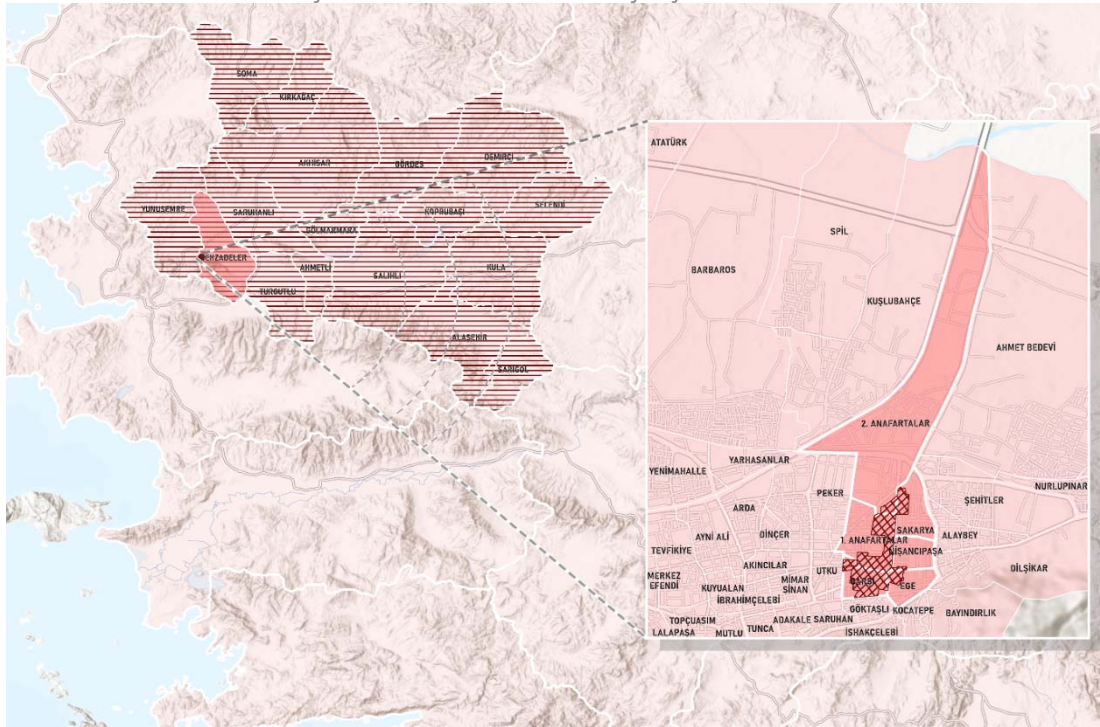 SOMA
KIRKAĞAÇ
AKHİSAR
GÖRDES
DEMİRCİ
YUNUSEMRE
SARUHANLI
GÖLMARMARA
KÖPRÜBAŞI
SELENDİ
AHMETLİ
SALİHLİ
KULA
TURGUTLU
ALAŞEHİR
SARIGÖL
ATATÜRK
SPİL
BARBAROS
KUŞLUBAHÇE
AHMET BEDEVİ
2. ANAFARTALAR
YARHASANLAR
YENİMAHALLE
PEKER
NURLUPINAR
ŞEHİTLER
ARDA
SAKARYA
ALAYBEY
AYNİ ALİ
DİNÇER
1. ANAFARTALAR
TEVFİKİYE
NİŞANCIPAŞA
AKINCILAR
UTKU
DİLŞİKAR
MERKEZ
EFENDİ
MİMAR
SİNAN
ÇARŞI
EGE
KUYUALAN
İBRAHİMÇELEBİ
GÖKTAŞLI
KOCATEPE
BAYINDIRLIK
TOPÇUASIM
ADAKALE
SARUHAN
LALAPAŞA
MUTLU
TUNCA
İSHAKÇELEBİ